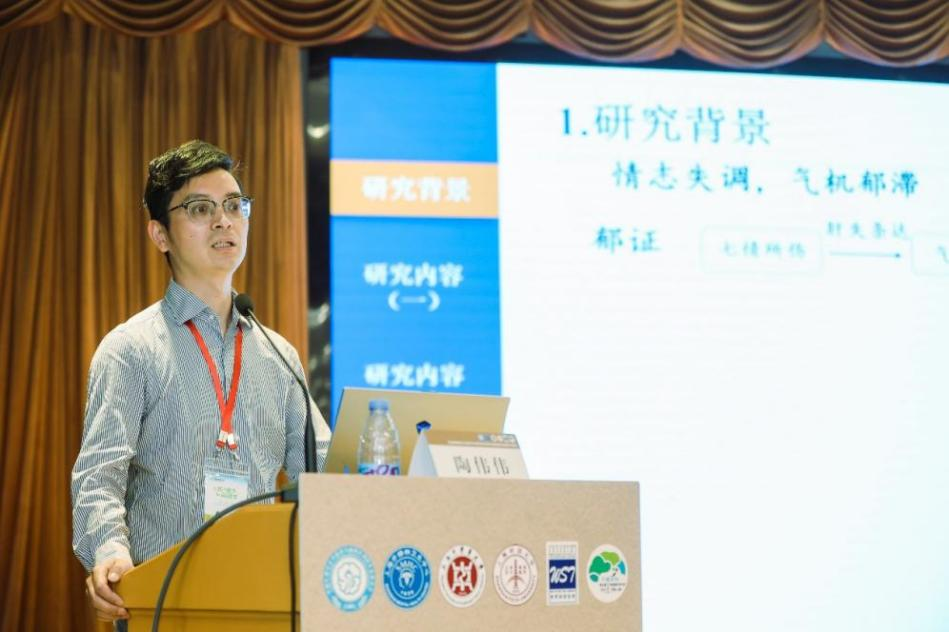 1.研究背景
情志失调，气机郁滞
郁证
七情所伤
肝失条达
气
研究背景
研究内容
（一）
研究内容
陶伟伟
WST